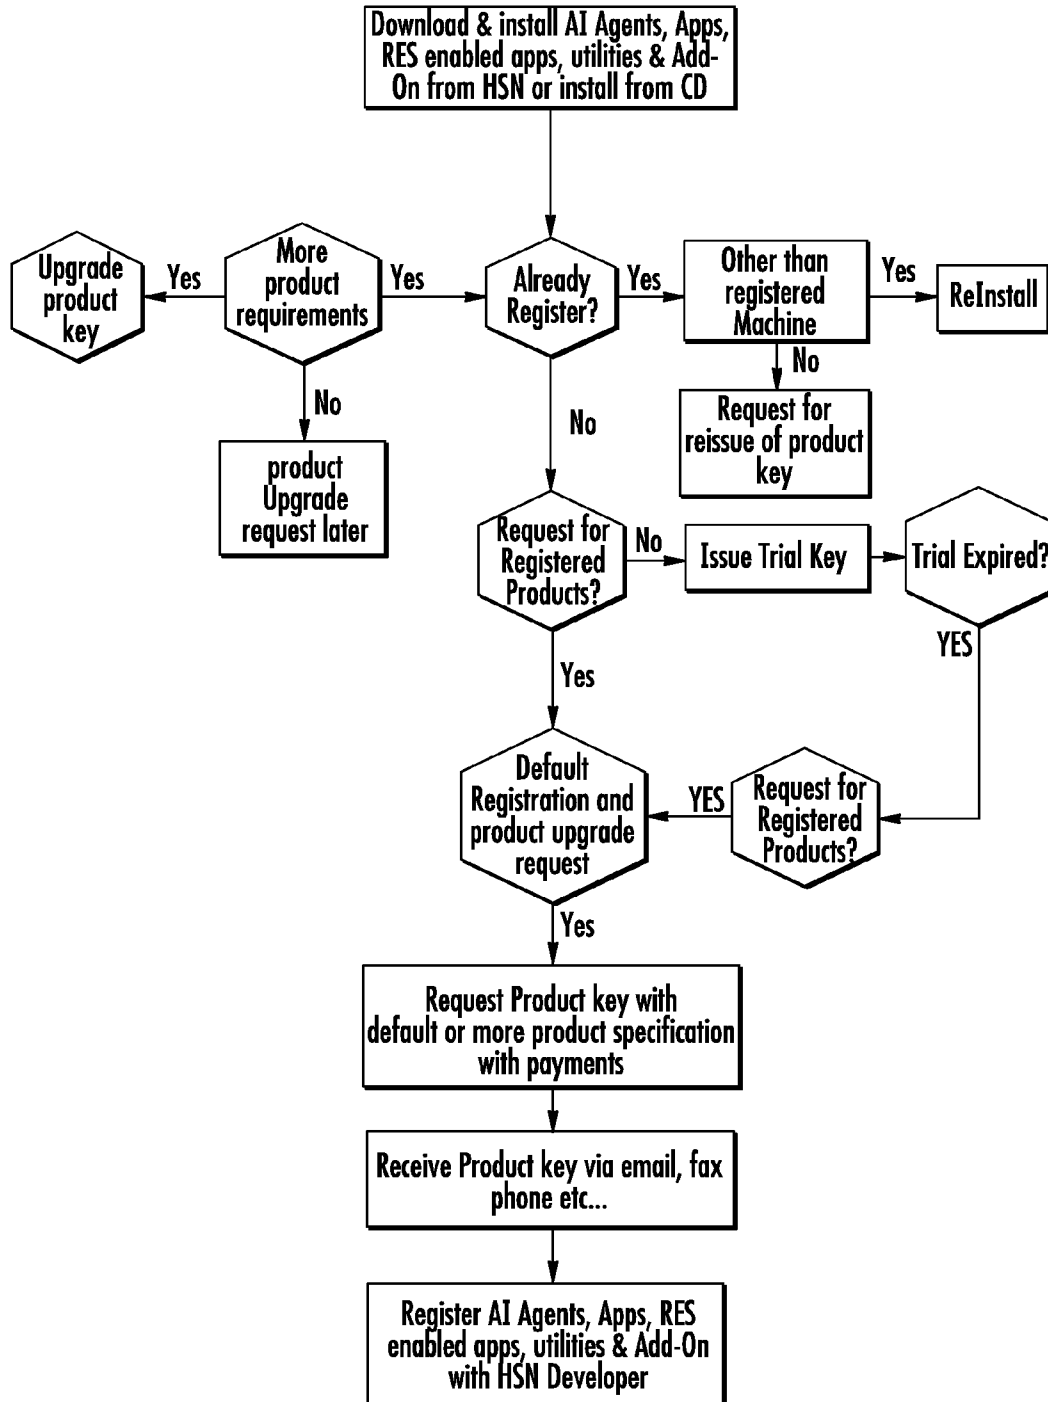 Download & install AI Agents, Apps,
RES enabled apps, utilities & Add-
On from HSN or install from CD
Upgrade
product
key
Yes
More
product
requirements
Yes
No
product
Upgrade
request later
Already
Register?
Yes
Other than
registered
Machine
Yes
ReInstall
No
Request for
reissue of product
key
No
Request for
Registered
Products?
No
Issue Trial Key
Trial Expired?
YES
Yes
Default
Registration and
product upgrade
request
YES
Request for
Registered
Products?
Yes
Request Product key with
default or more product specification
with payments
Receive Product key via email, fax
phone etc...
Register AI Agents, Apps, RES
enabled apps, utilities & Add-On
with HSN Developer